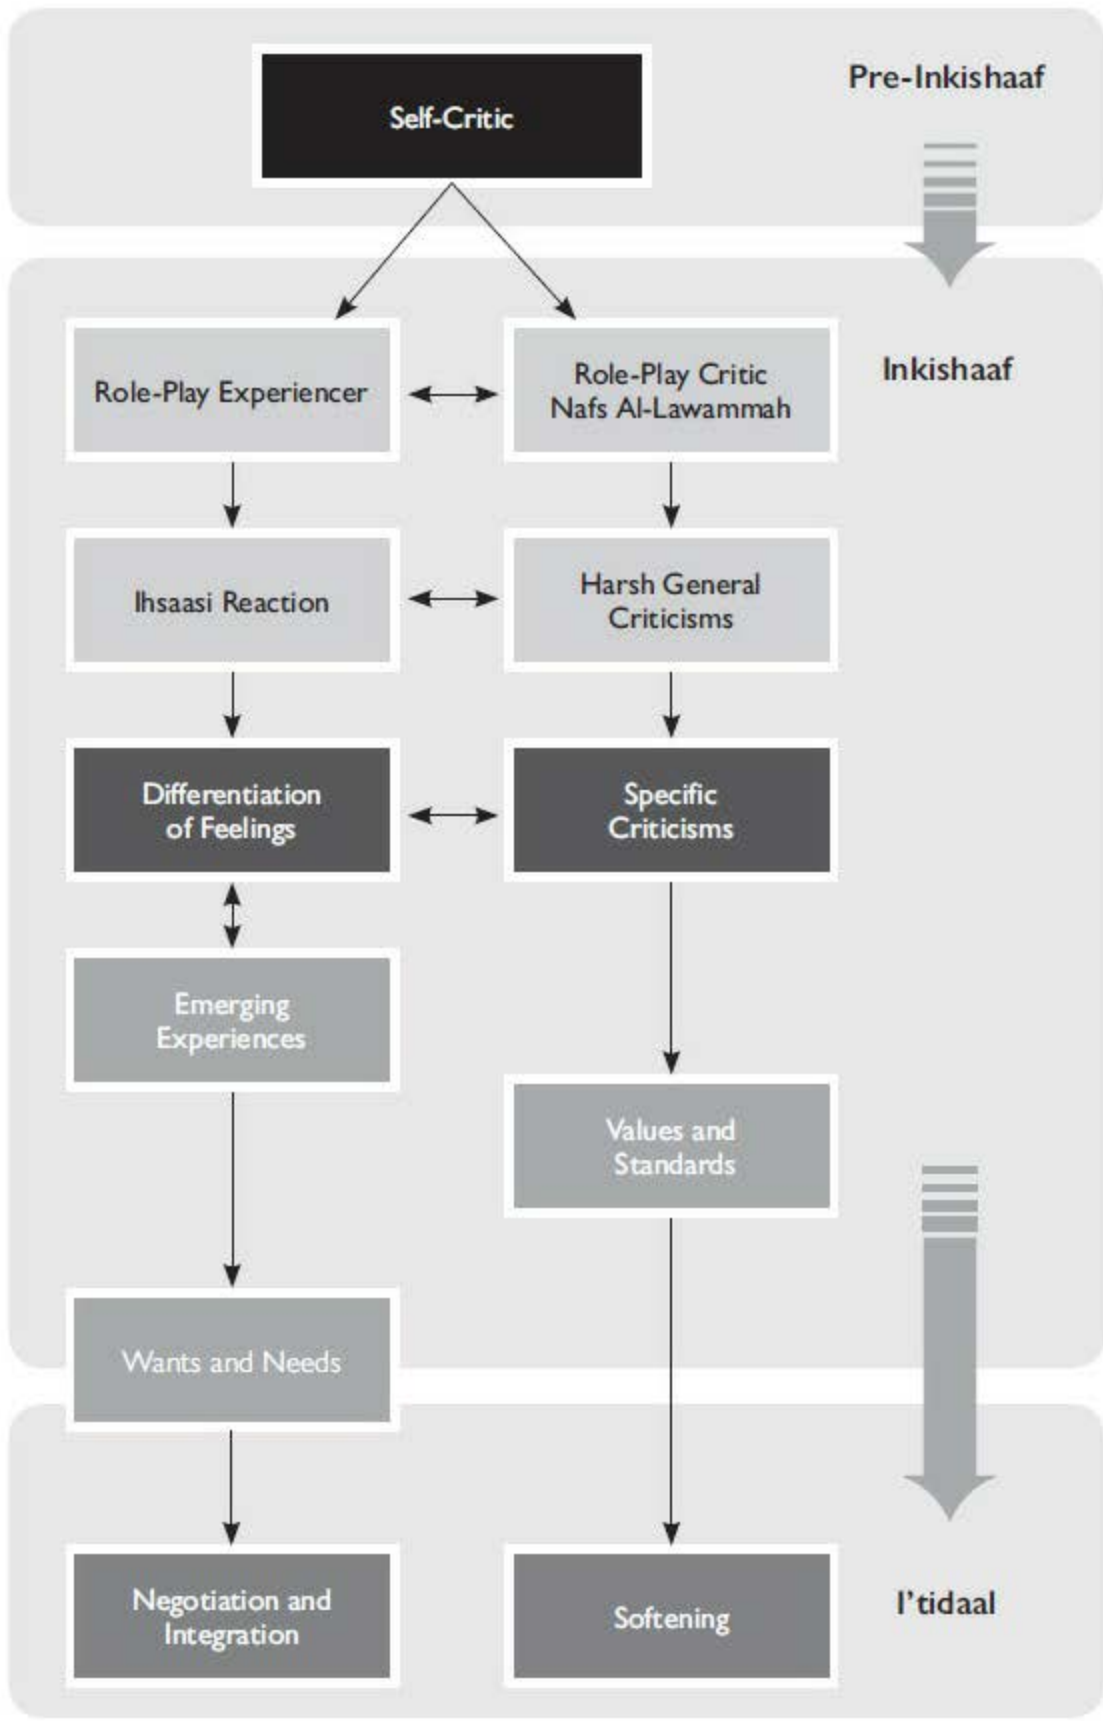 Pre-Inkishaaf
Self-Critic
Inkishaaf
Role-Play Experiencer
Role-Play Critic
Nafs Al-Lawammah
Ihsaasi Reaction
Harsh General
Criticisms
Differentiation
of Feelings
Specific
Criticisms
Emerging
Experiences
Values and
Standards
Wants and Needs
Negotiation and
Integration
Softening
I'tidaal